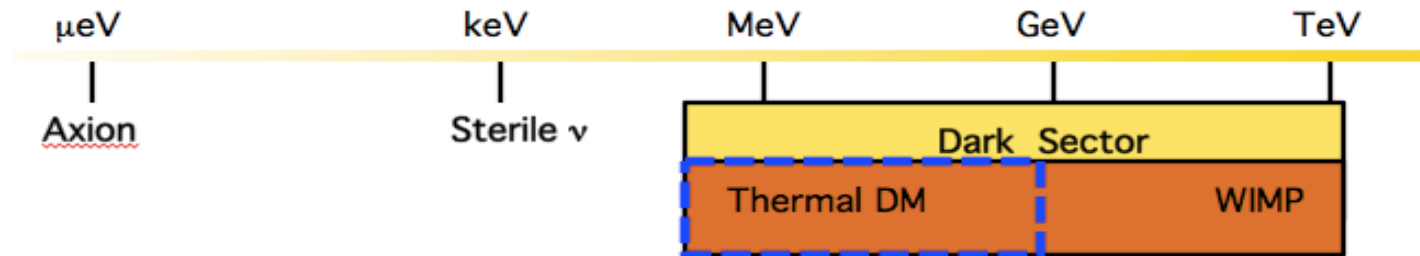 μeV keV MeV GeV TeV
Axion Sterile ν Dark Sector
Thermal DM WIMP